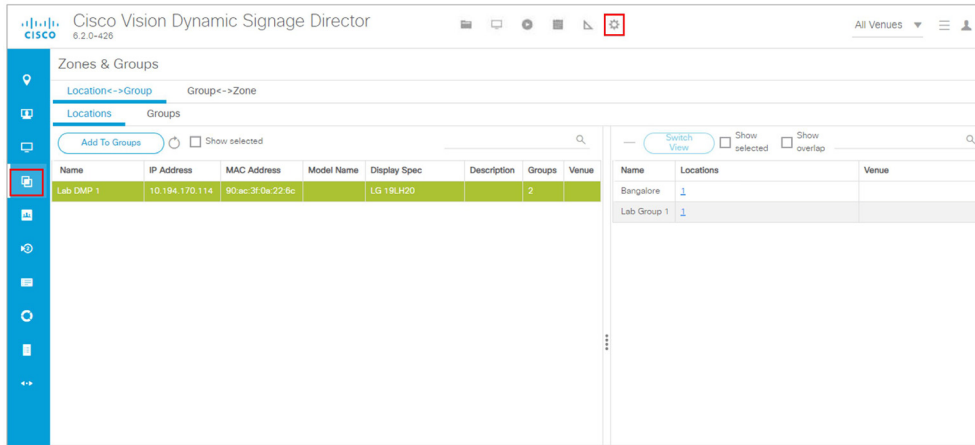 CISCO
Cisco Vision Dynamic Signage Director
6.2.0-426
All Venues
Zones & Groups
Location<->Group Group<->Zone
Locations Groups
Add To Groups Show selected
Switch View Show selected Show overlap
Name IP Address MAC Address Model Name Display Spec Description Groups Venue
Lab DMP 1 10.194.170.114 90:ac:3f:0a:22:6c LG 19LH20 2
Name Locations Venue
Bangalore 1
Lab Group 1 1